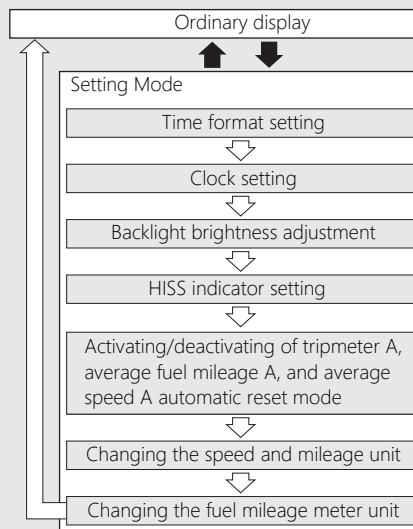 Ordinary display
Setting Mode
Time format setting
Clock setting
Backlight brightness adjustment
HISS indicator setting
Activating/deactivating of tripmeter A,
average fuel mileage A, and average
speed A automatic reset mode
Changing the speed and mileage unit
Changing the fuel mileage meter unit